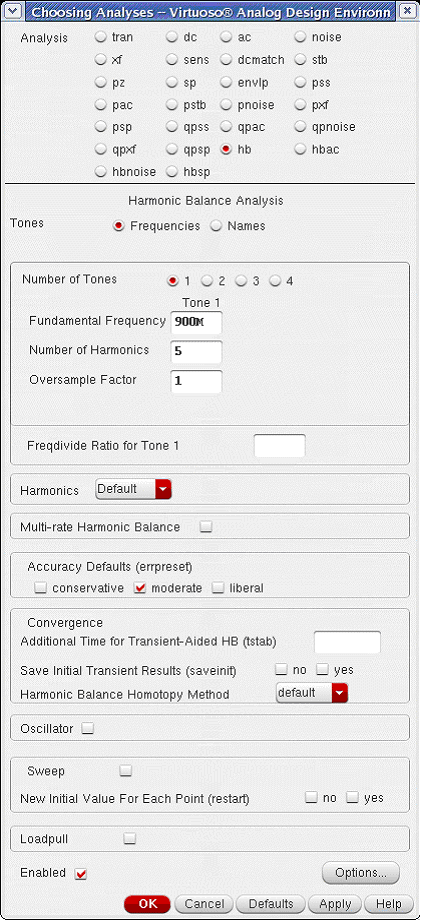 Choosing Analyses – Virtuoso® Analog Design Environn
Analysis tran dc ac noise
xf sens dcmatch stb
pz sp envlp pss
pac pstb pnoise pxf
psp qpss qpac qpnoise
qpxf qpsp hb hbac
hbnoise hbsp
Harmonic Balance Analysis
Tones Frequencies Names
Number of Tones 1 2 3 4
Tone 1
Fundamental Frequency 900M
Number of Harmonics 5
Oversample Factor 1
Freqdivide Ratio for Tone 1
Harmonics Default
Multi-rate Harmonic Balance
Accuracy Defaults (errpreset)
conservative moderate liberal
Convergence
Additional Time for Transient-Aided HB (tstab)
Save Initial Transient Results (saveinit) no yes
Harmonic Balance Homotopy Method default
Oscillator
Sweep
New Initial Value For Each Point (restart) no yes
Loadpull
Enabled Options...
OK Cancel Defaults Apply Help